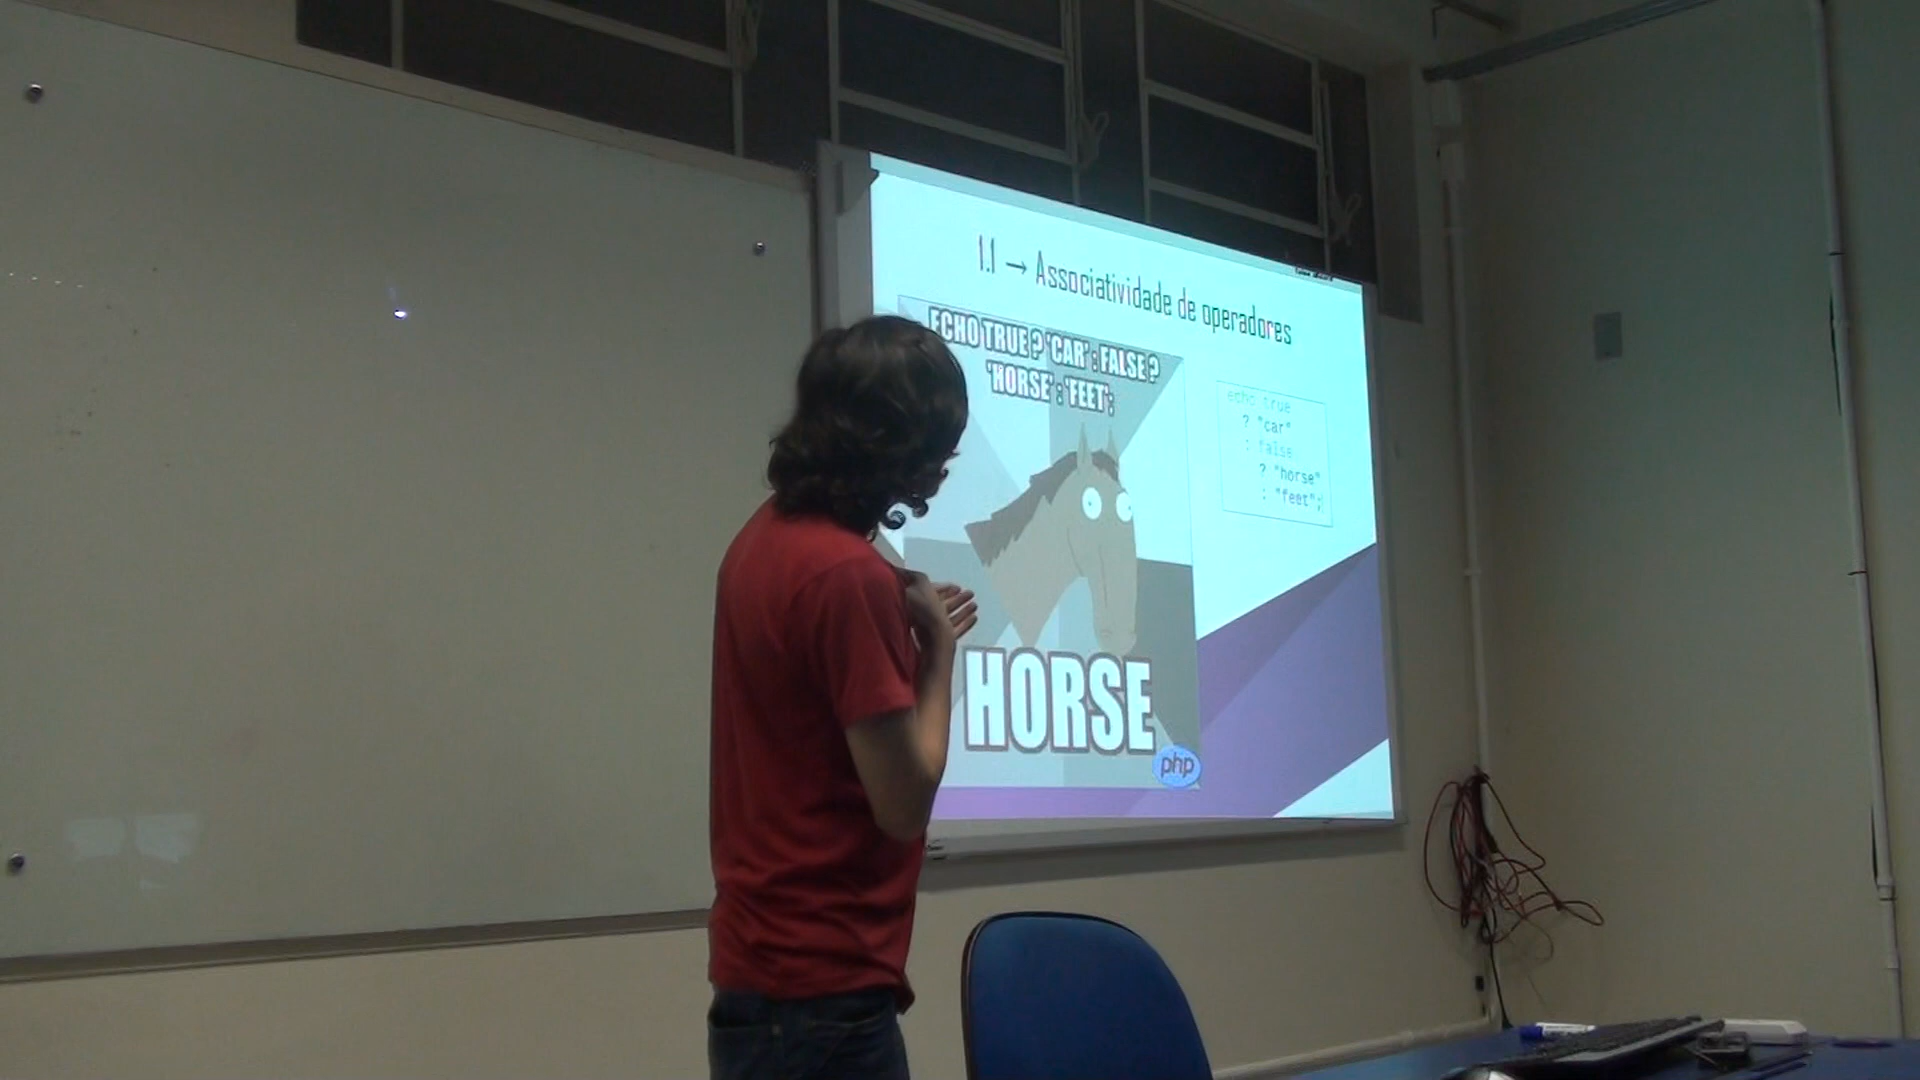 1.1 → Associatividade de operadores
ECHO TRUE ? 'CAR' : FALSE ?
'HORSE' : 'FEET';
echo true
? "car"
: false
? "horse"
: "feet";
HORSE
php